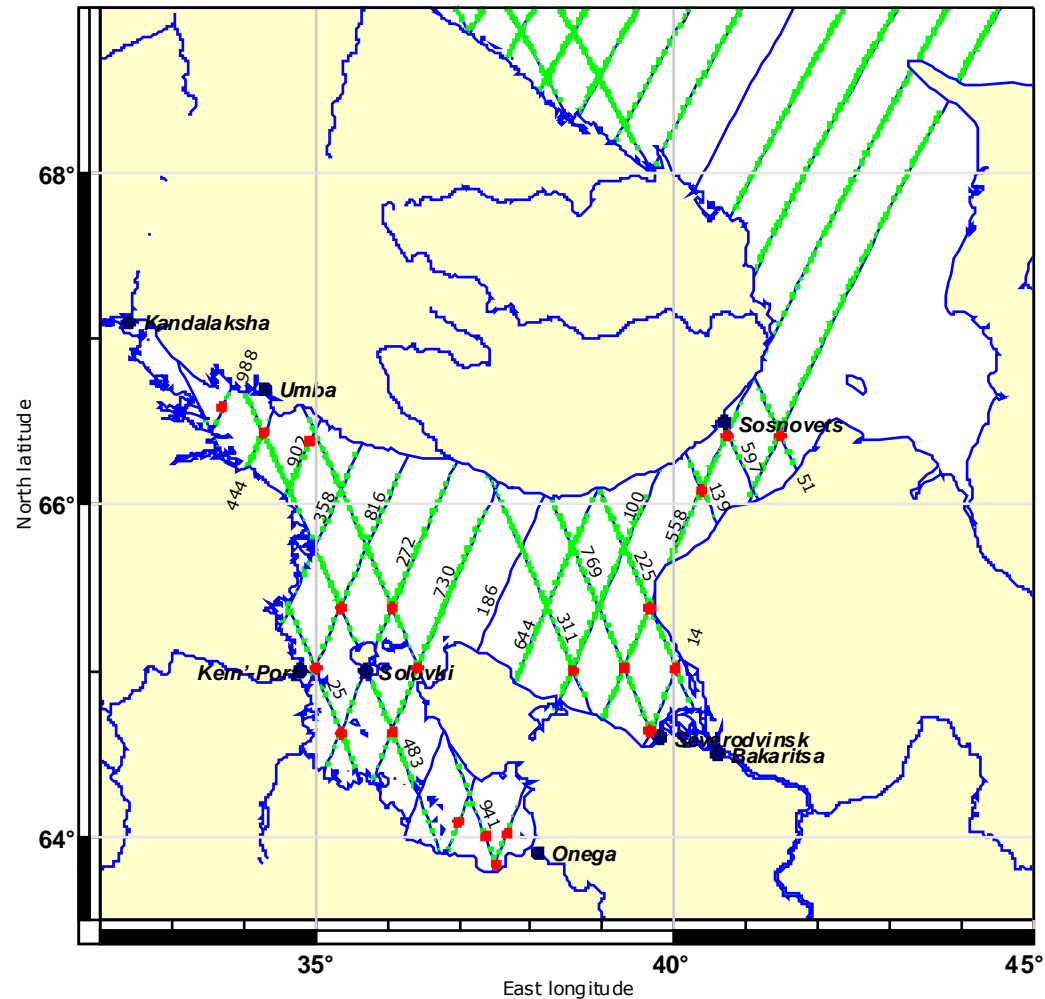 68°
Kandalaksha
988
Umba
Sosnovets
902
597
51
444
358
816
139
66°
100
558
272
769
225
730
186
644
311
14
Kem'-Port
Solovki
25
Severodvinsk
Bakaritsa
483
941
64°
Onega
35°
40°
45°
East longitude
North latitude